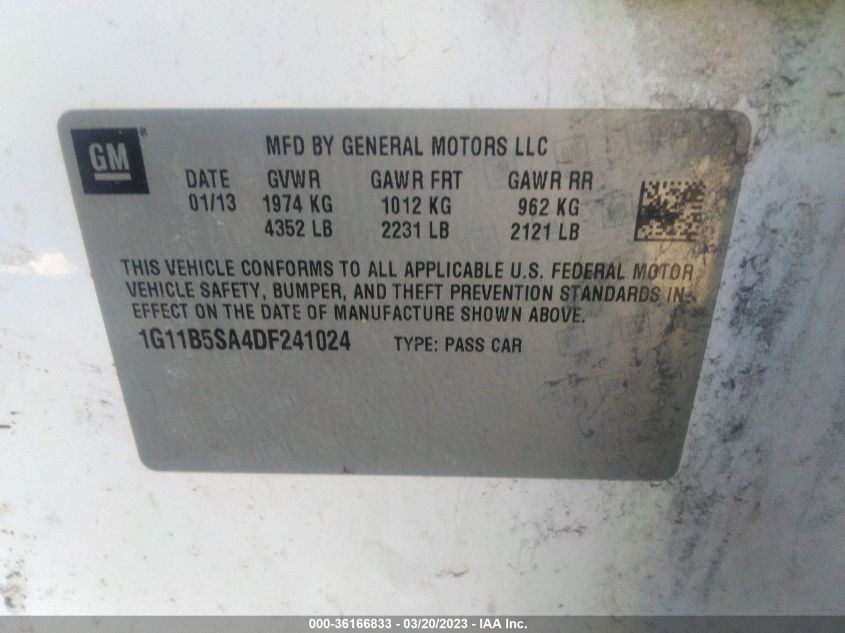 GM®
MFD BY GENERAL MOTORS LLC
DATE GVWR GAWR FRT GAWR RR
01/13 1974 KG 1012 KG 962 KG
4352 LB 2231 LB 2121 LB
THIS VEHICLE CONFORMS TO ALL APPLICABLE U.S. FEDERAL MOTOR
VEHICLE SAFETY, BUMPER, AND THEFT PREVENTION STANDARDS IN
EFFECT ON THE DATE OF MANUFACTURE SHOWN ABOVE.
1G11B5SA4DF241024 TYPE: PASS CAR
000-36166833 - 03/20/2023 - IAA Inc.